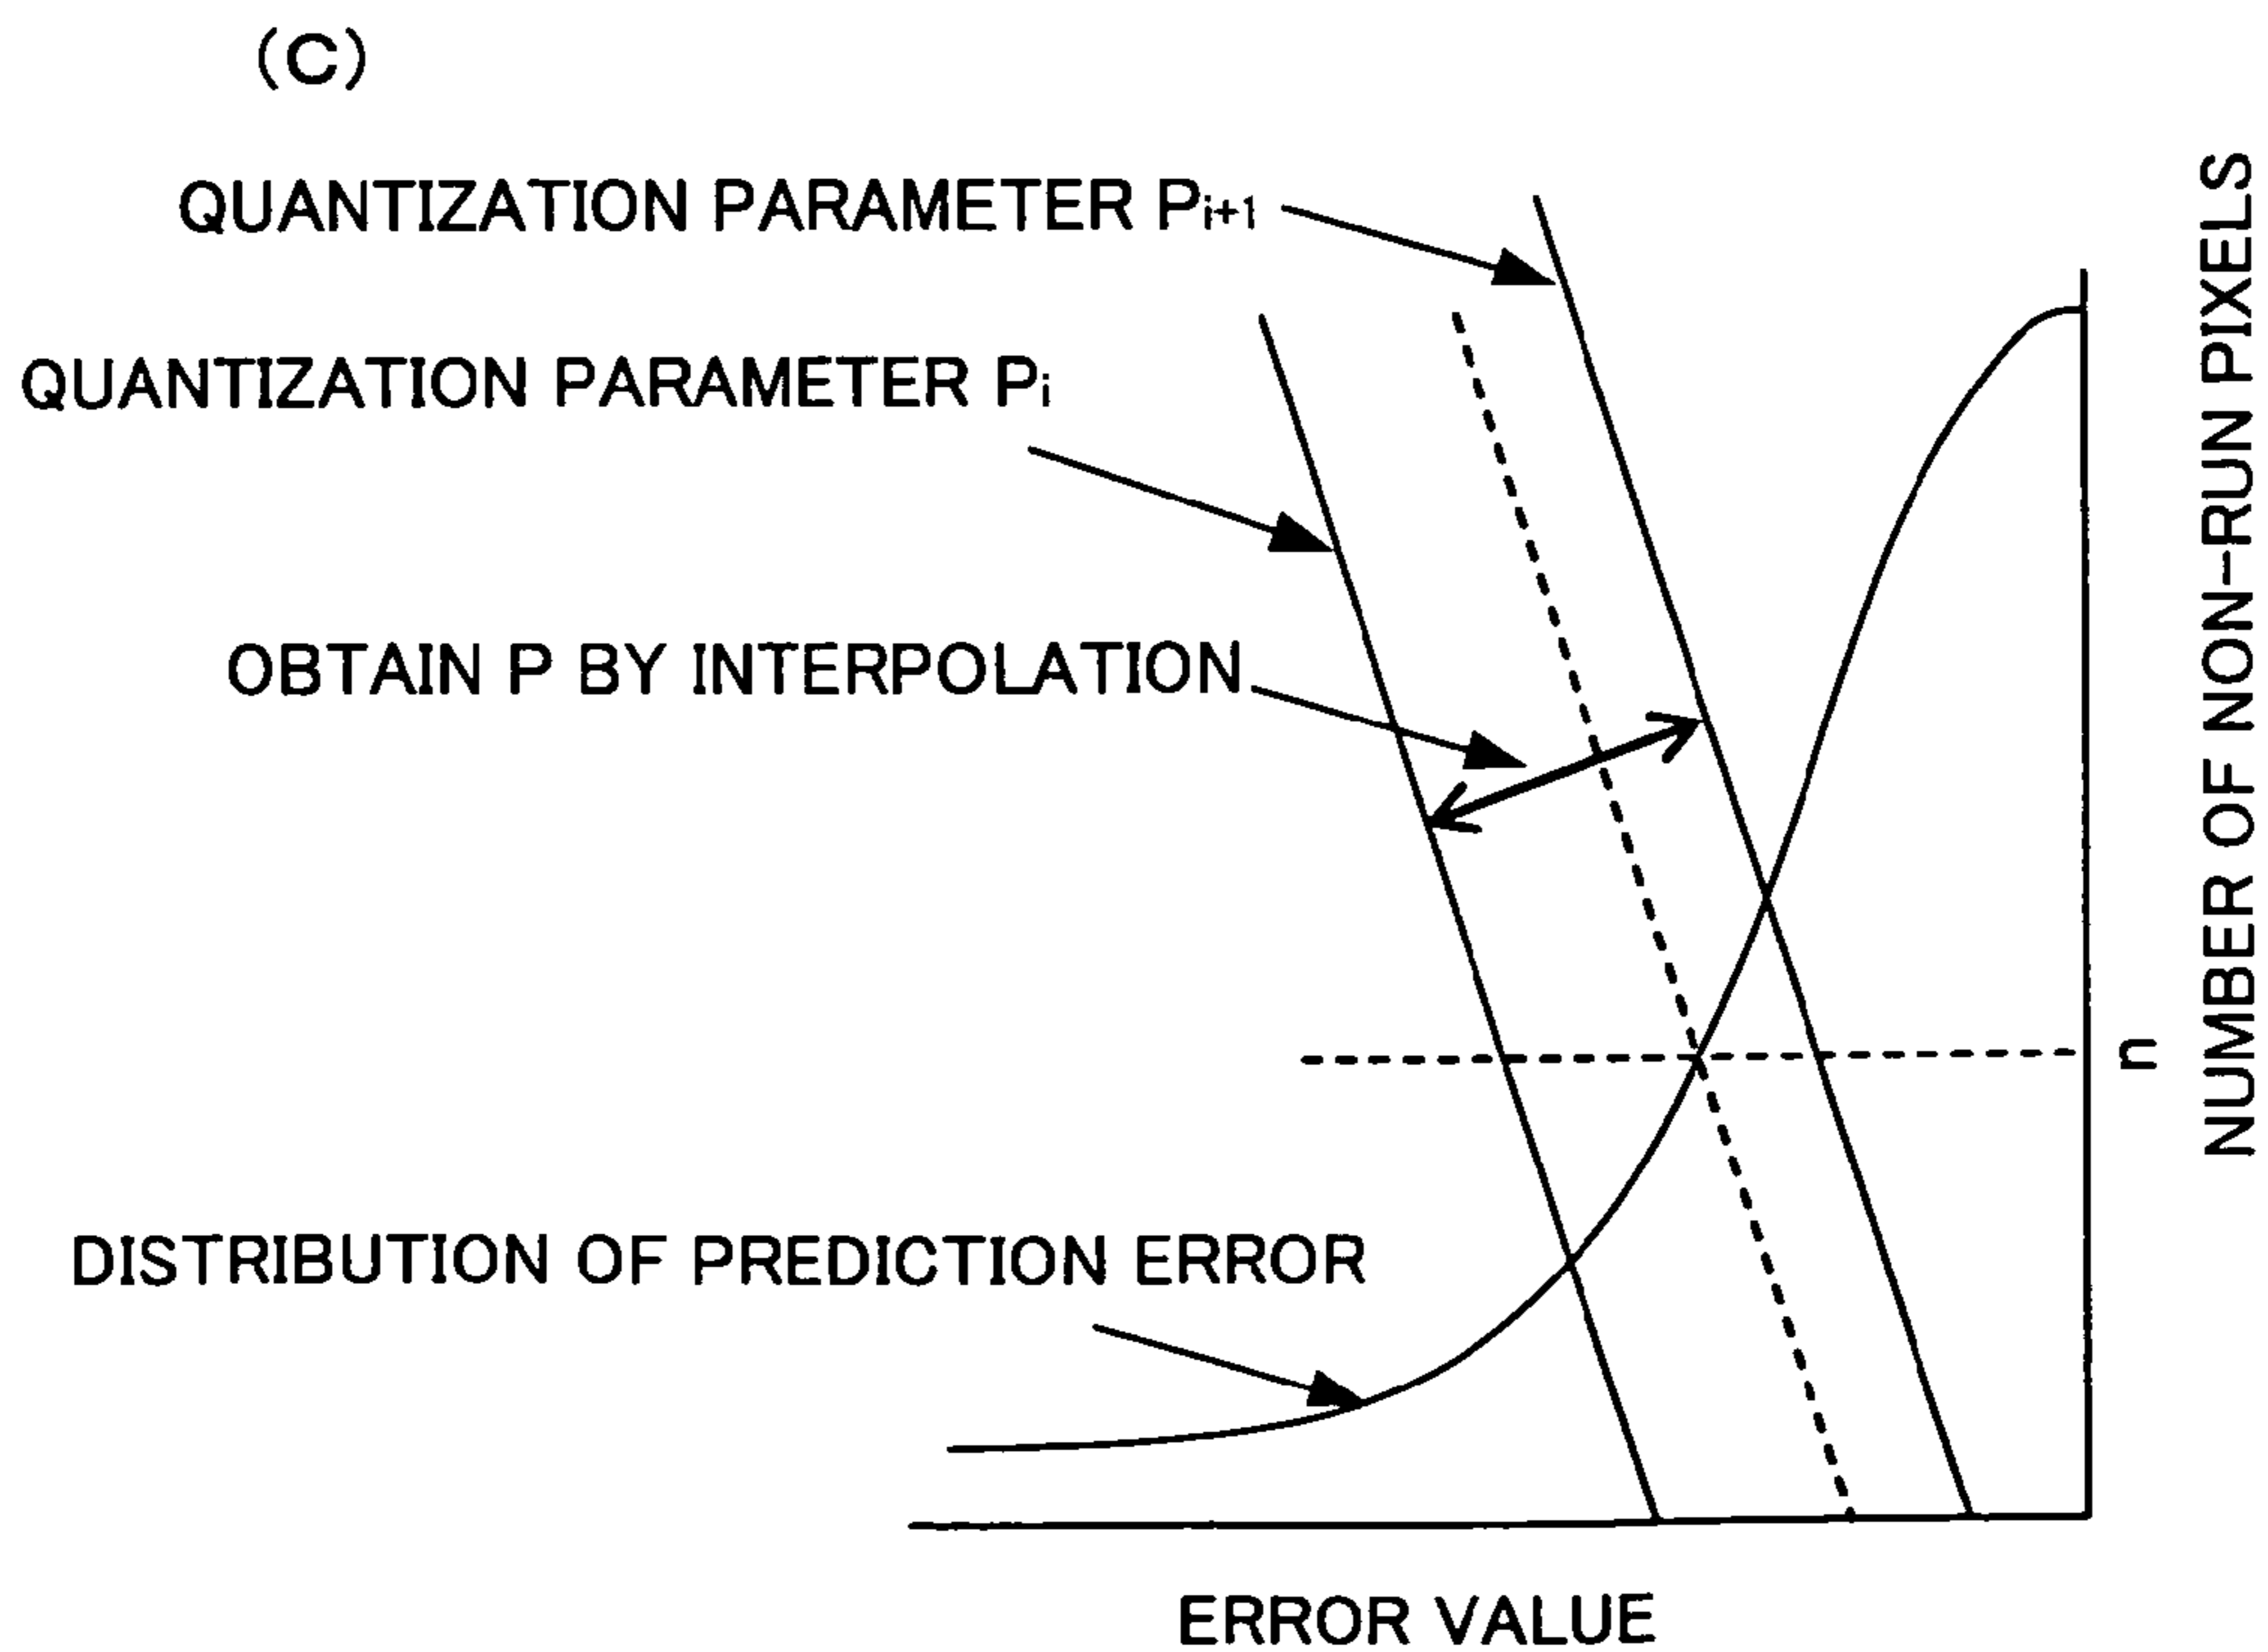 (C)
QUANTIZATION PARAMETER Pi+1
QUANTIZATION PARAMETER Pi
OBTAIN P BY INTERPOLATION
DISTRIBUTION OF PREDICTION ERROR
n
NUMBER OF NON-RUN PIXELS
ERROR VALUE